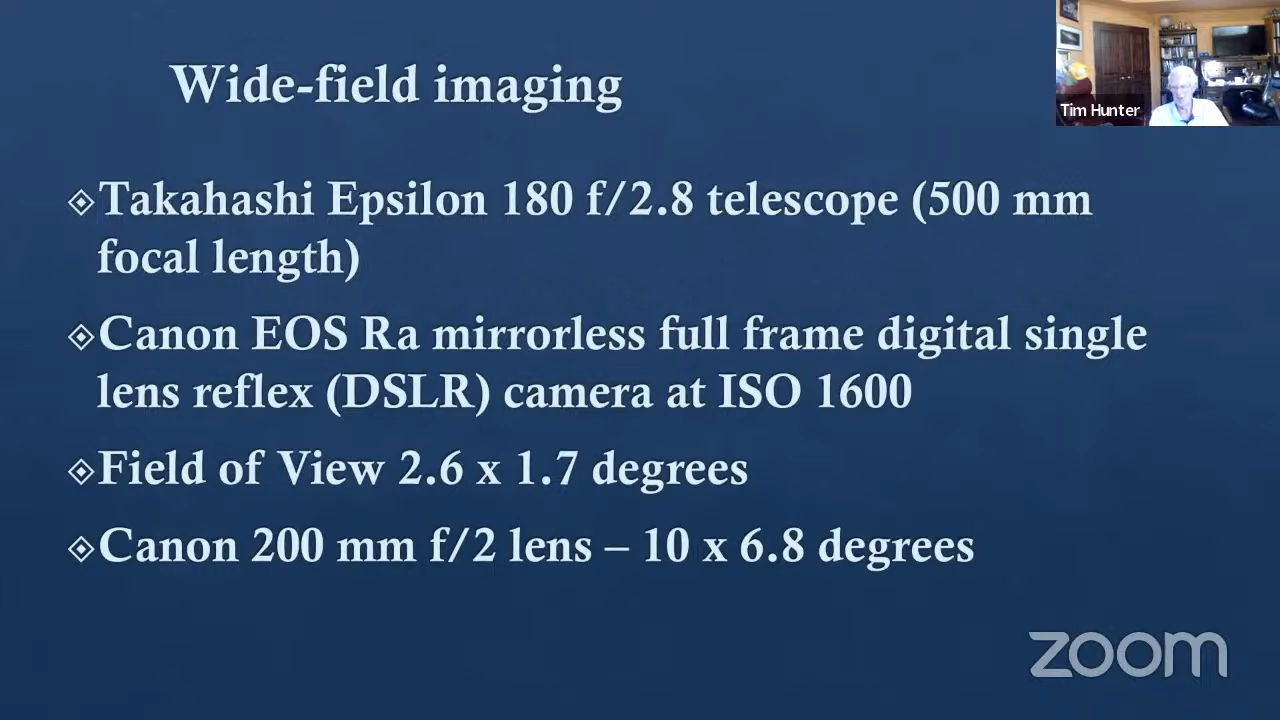 Wide-field imaging
Tim Hunter
Takahashi Epsilon 180 f/2.8 telescope (500 mm
focal length)
Canon EOS Ra mirrorless full frame digital single
lens reflex (DSLR) camera at ISO 1600
Field of View 2.6 x 1.7 degrees
Canon 200 mm f/2 lens – 10 x 6.8 degrees
zoom